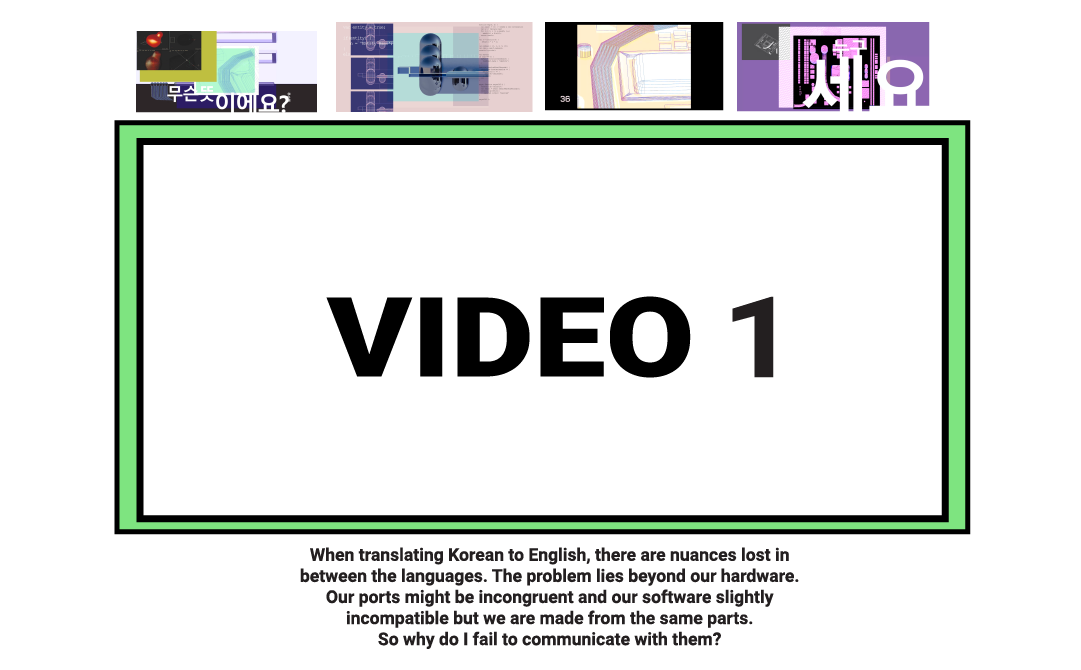 무슨뜻이에요?
36
세요
VIDEO 1
When translating Korean to English, there are nuances lost in
between the languages. The problem lies beyond our hardware.
Our ports might be incongruent and our software slightly
incompatible but we are made from the same parts.
So why do I fail to communicate with them?